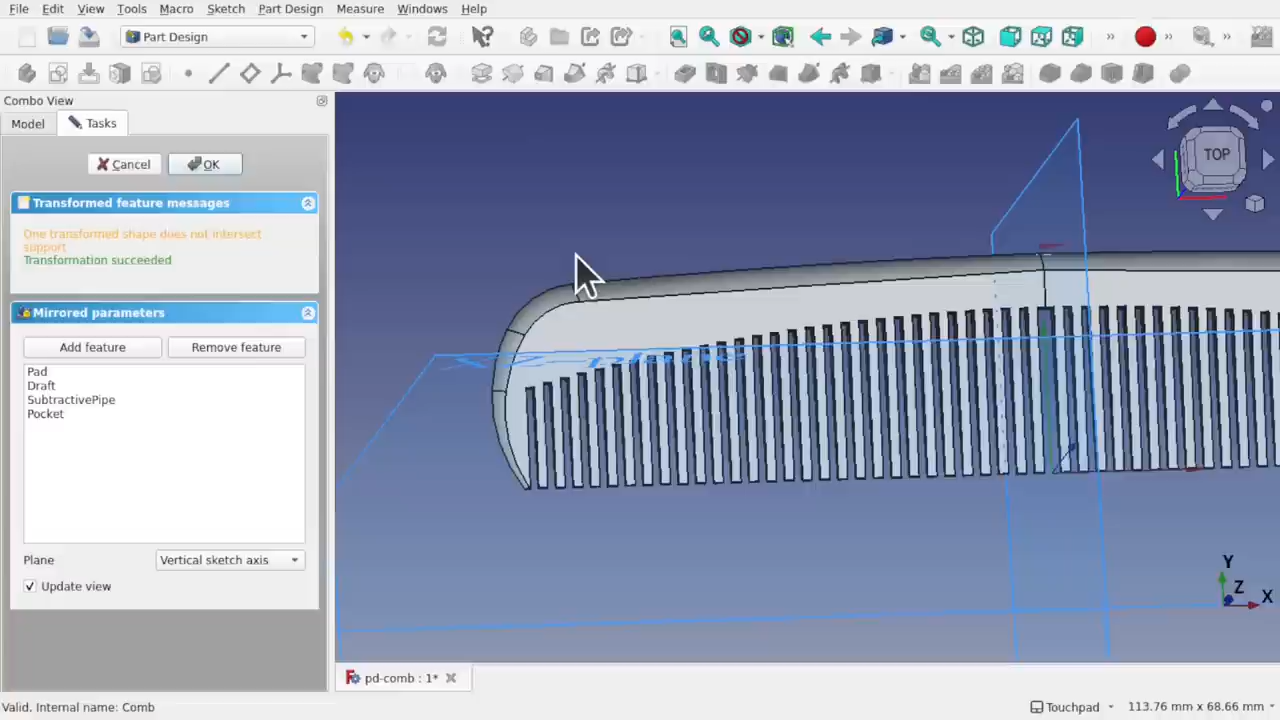 File Edit View Tools Macro Sketch Part Design Measure Windows Help
Part Design
Combo View
Model Tasks
Cancel OK
Transformed feature messages
One transformed shape does not intersect
support
Transformation succeeded
Mirrored parameters
Add feature Remove feature
Pad
Draft
SubtractivePipe
Pocket
Plane Vertical sketch axis
Update view
TOP
Y
Z
X
pd-comb : 1*
Valid, Internal name: Comb
Touchpad 113.76 mm x 68.66 mm